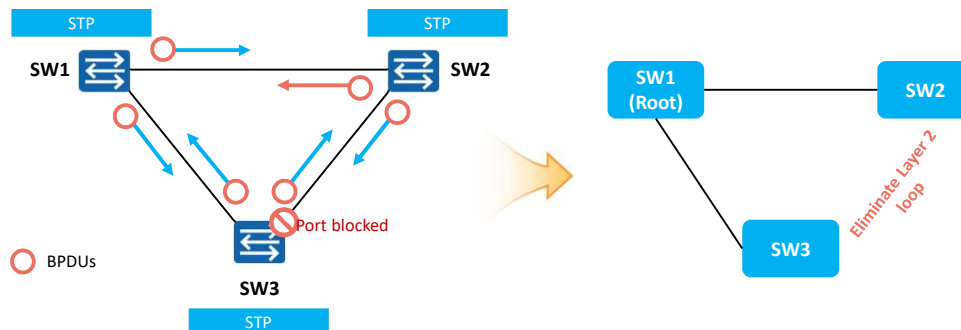 STP
STP
SW1
SW2
Port blocked
BPDUs
SW3
STP
SW1
(Root)
SW2
Eliminate Layer 2
loop
SW3